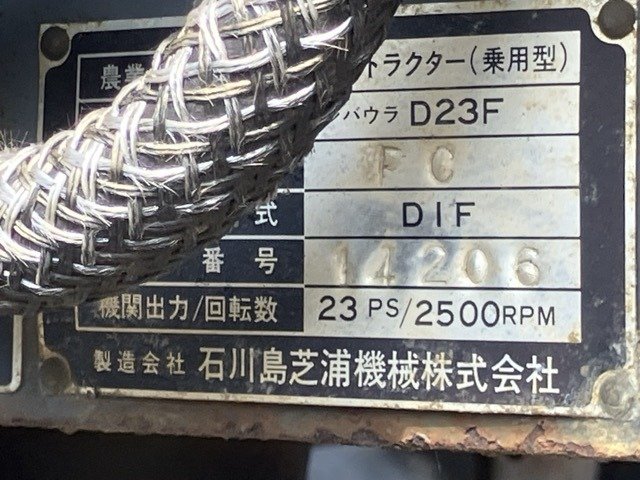 農業 トラクター(乗用型)
バウラ D23F
FC
式 DIF
番号 14206
機関出力/回転数 23 PS/2500RPM
製造会社 石川島芝浦機械株式会社